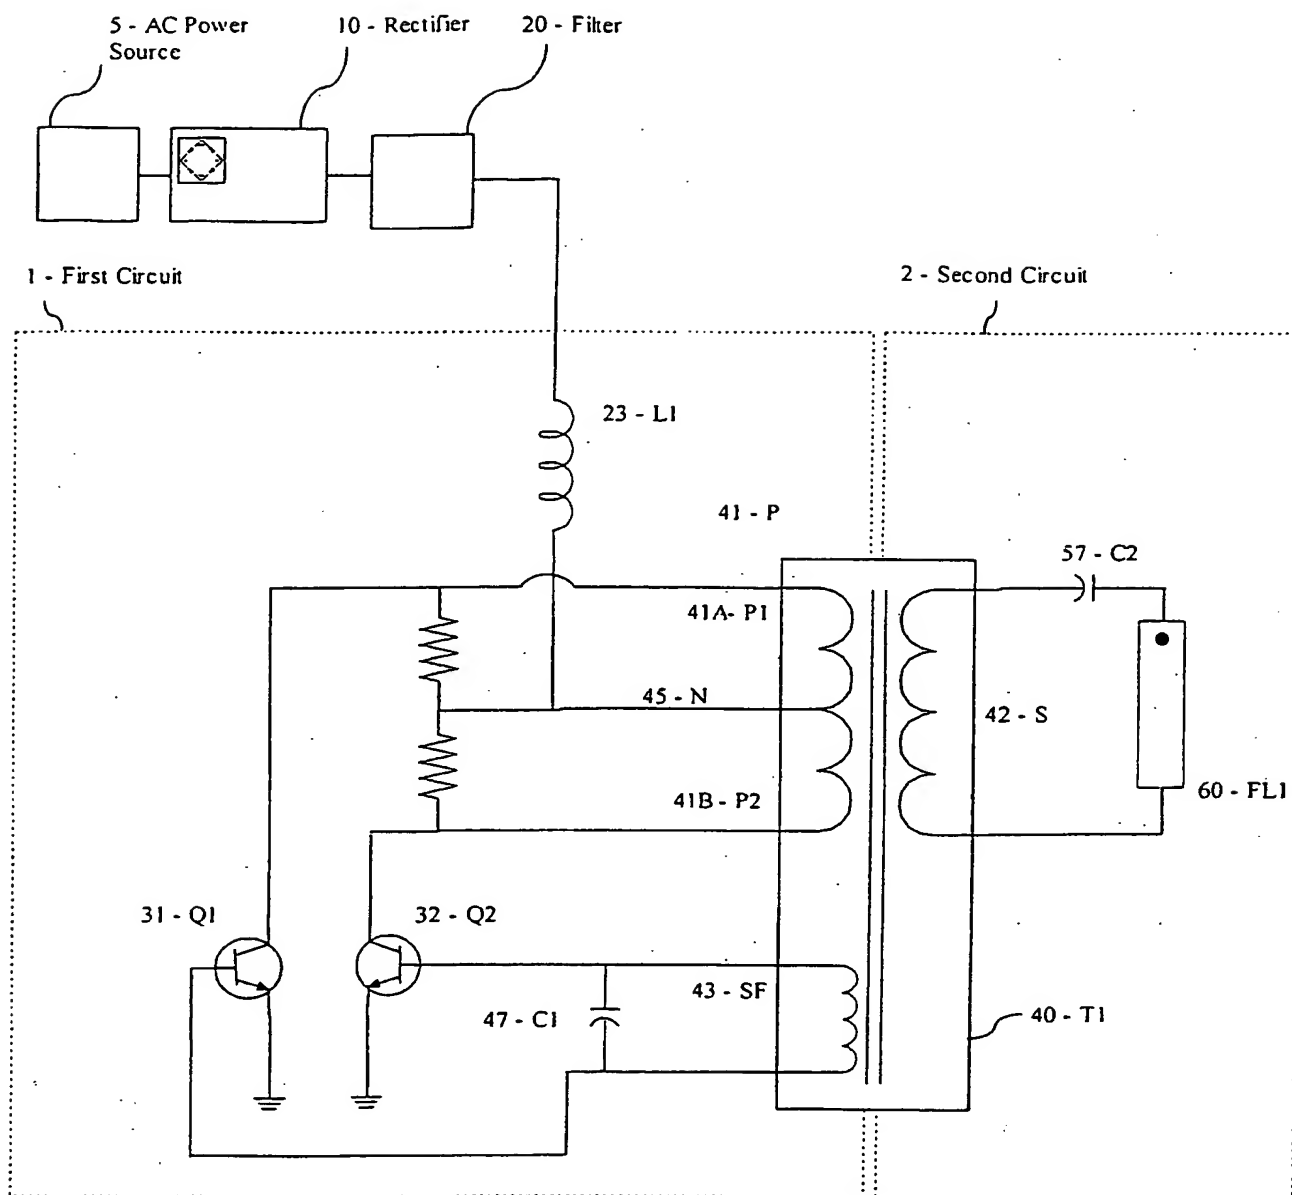 5 - AC Power
Source
10 - Rectifier
20 - Filter
1 - First Circuit
2 - Second Circuit
23 - L1
41 - P
57 - C2
41A- P1
45 - N
42 - S
41B - P2
60 - FL1
31 - Q1
32 - Q2
43 - SF
47 - C1
40 - T1